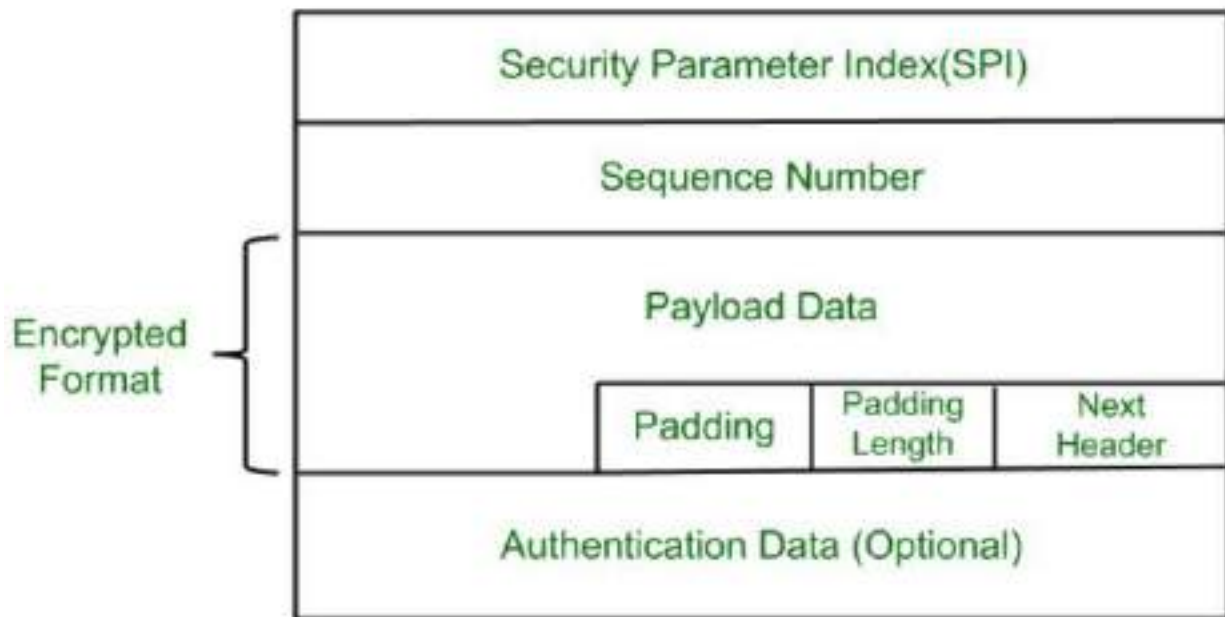 Security Parameter Index(SPI)
Sequence Number
Payload Data
Encrypted
Format
Padding
Padding
Length
Next
Header
Authentication Data (Optional)